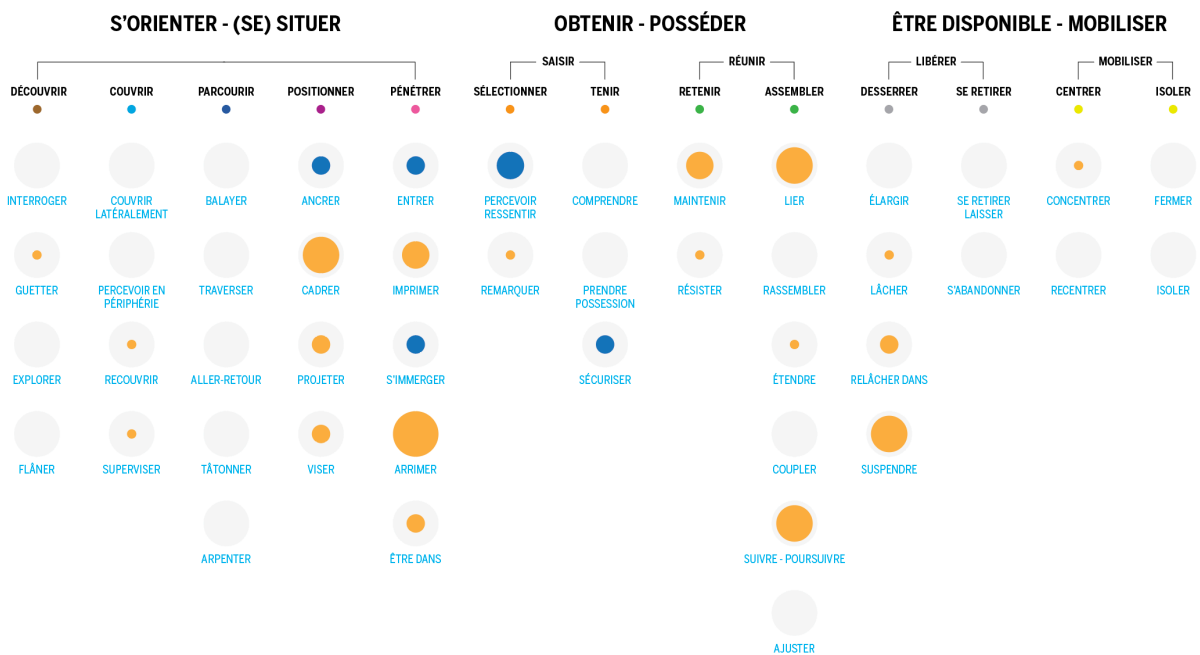 S'ORIENTER - (SE) SITUER
OBTENIR - POSSÉDER
ÊTRE DISPONIBLE - MOBILISER
SAISIR
RÉUNIR
LIBÉRER
MOBILISER
DÉCOUVRIR
COUVRIR
PARCOURIR
POSITIONNER
PÉNÉTRER
SÉLECTIONNER
TENIR
RETENIR
ASSEMBLER
DESSERRER
SE RETIRER
CENTRER
ISOLER
INTERROGER
COUVRIR
LATÉRALEMENT
BALAYER
ANCRER
ENTRER
PERCEVOIR
RESSENTIR
COMPRENDRE
MAINTENIR
LIER
ÉLARGIR
SE RETIRER
LAISSER
CONCENTRER
FERMER
GUETTER
PERCEVOIR EN
PÉRIPHÉRIE
TRAVERSER
CADRER
IMPRIMER
REMARQUER
PRENDRE
POSSESSION
RÉSISTER
RASSEMBLER
LÂCHER
S'ABANDONNER
RECENTRER
ISOLER
EXPLORER
RECOUVRIR
ALLER-RETOUR
PROJETER
S'IMMERGER
SÉCURISER
ÉTENDRE
RELÂCHER DANS
FLÂNER
SUPERVISER
TÂTONNER
VISER
ARRIMER
COUPLER
SUSPENDRE
ARPENTER
ÊTRE DANS
SUIVRE - POURSUIVRE
AJUSTER